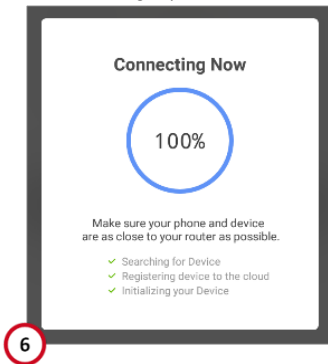 Connecting Now
100%
Make sure your phone and device
are as close to your router as possible.
Searching for Device
Registering device to the cloud
Initializing your Device
6